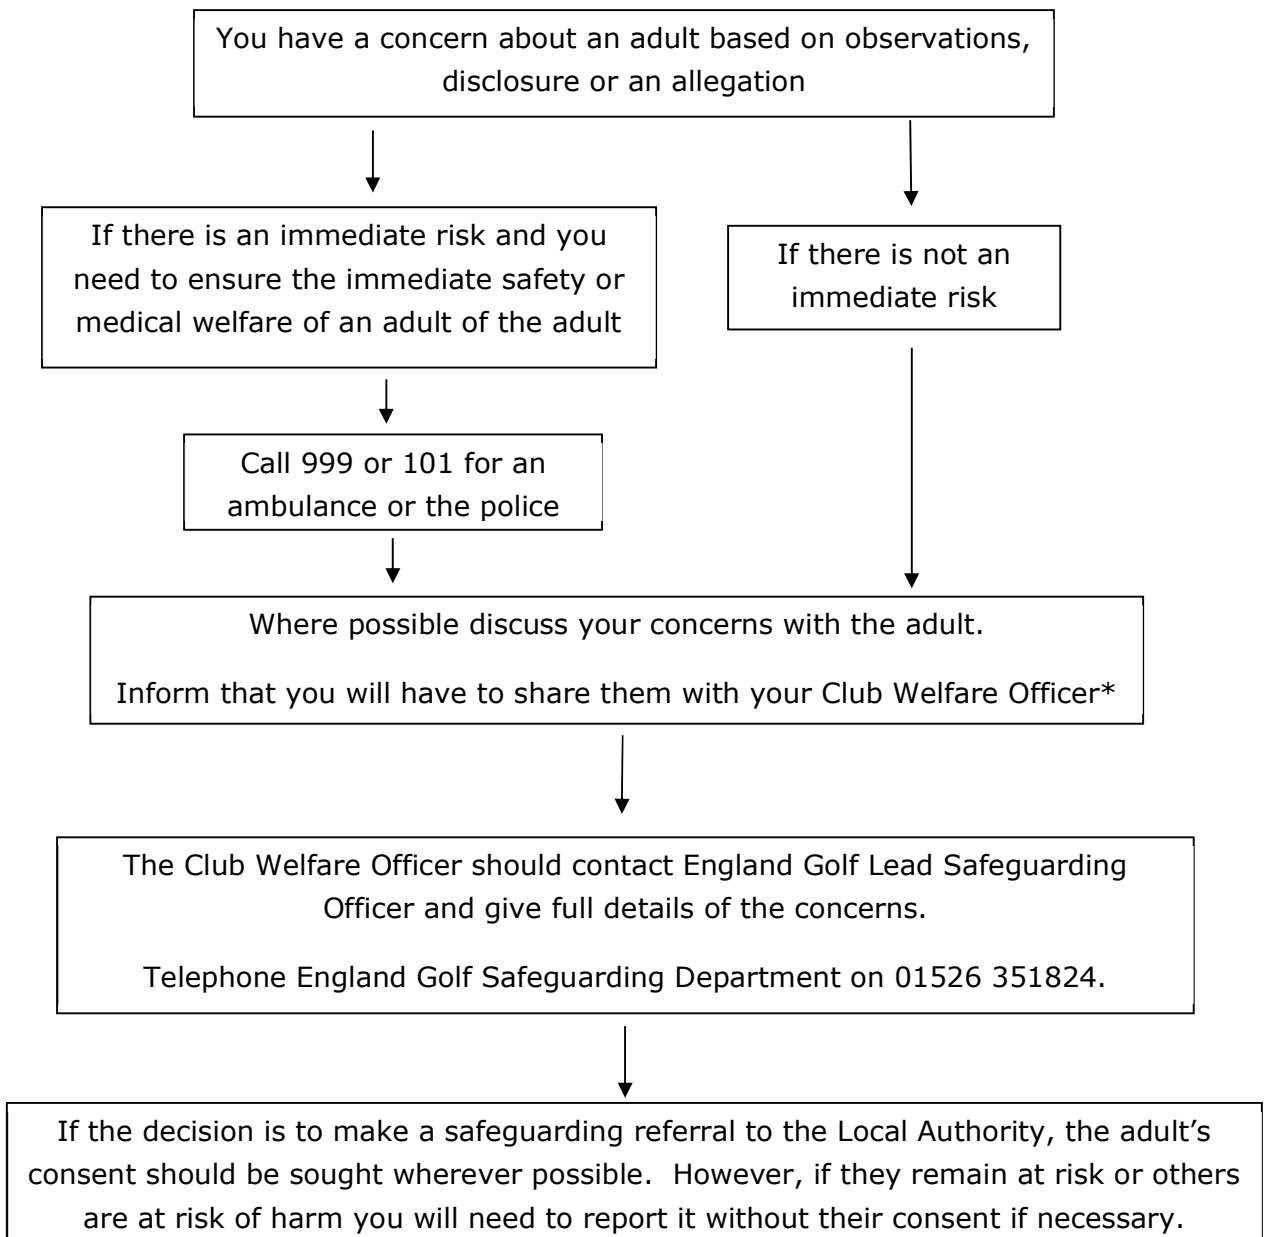 You have a concern about an adult based on observations,
disclosure or an allegation
If there is an immediate risk and you
need to ensure the immediate safety or
medical welfare of an adult of the adult
If there is not an
immediate risk
Call 999 or 101 for an
ambulance or the police
Where possible discuss your concerns with the adult.
Inform that you will have to share them with your Club Welfare Officer*
The Club Welfare Officer should contact England Golf Lead Safeguarding
Officer and give full details of the concerns.
Telephone England Golf Safeguarding Department on 01526 351824.
If the decision is to make a safeguarding referral to the Local Authority, the adult’s
consent should be sought wherever possible.  However, if they remain at risk or others
are at risk of harm you will need to report it without their consent if necessary.